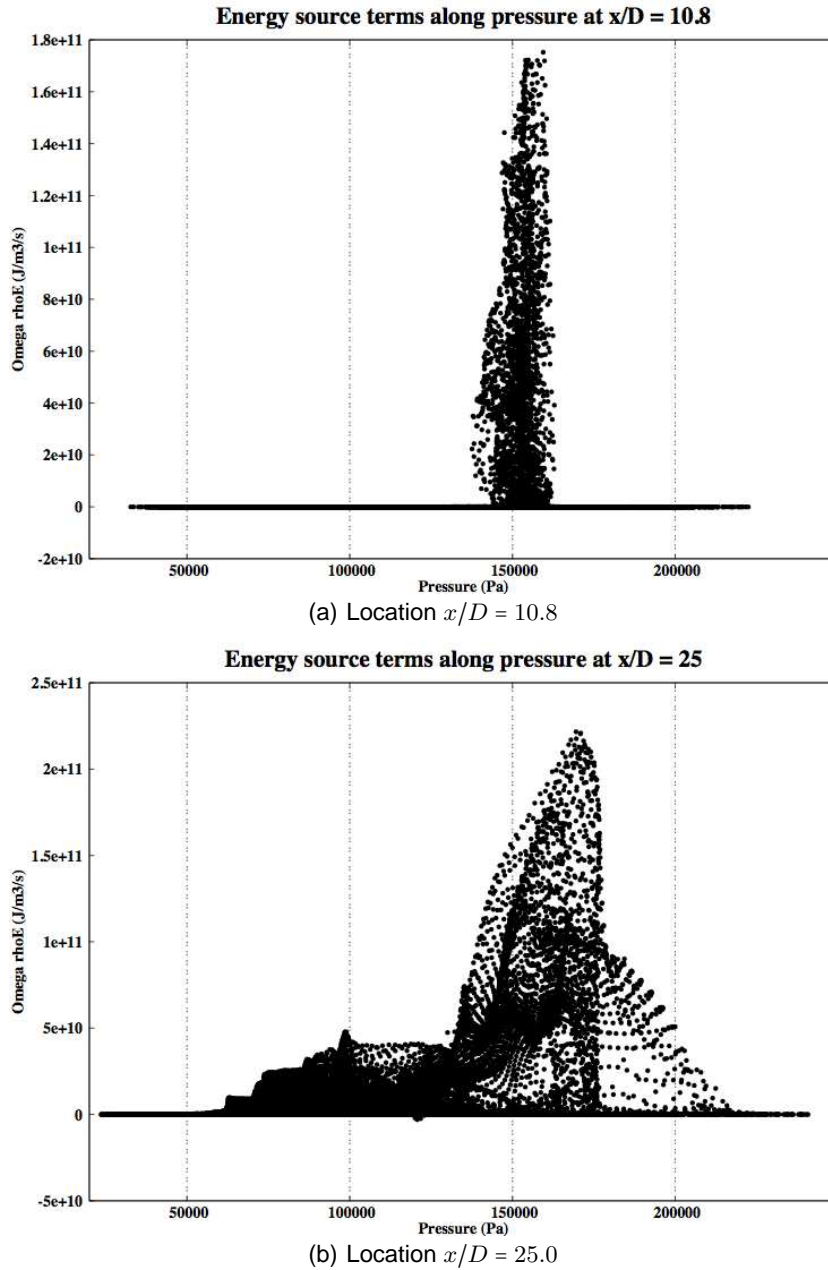 Energy source terms along pressure at x/D = 10.8
1.8e+11
1.6e+11
1.4e+11
1.2e+11
1e+11
8e+10
6e+10
4e+10
2e+10
0
-2e+10
Omega rhoE (J/m3/s)
50000 100000 150000 200000
Pressure (Pa)
(a) Location x/D = 10.8
Energy source terms along pressure at x/D = 25
2.5e+11
2e+11
1.5e+11
1e+11
5e+10
0
-5e+10
Omega rhoE (J/m3/s)
50000 100000 150000 200000
Pressure (Pa)
(b) Location x/D = 25.0